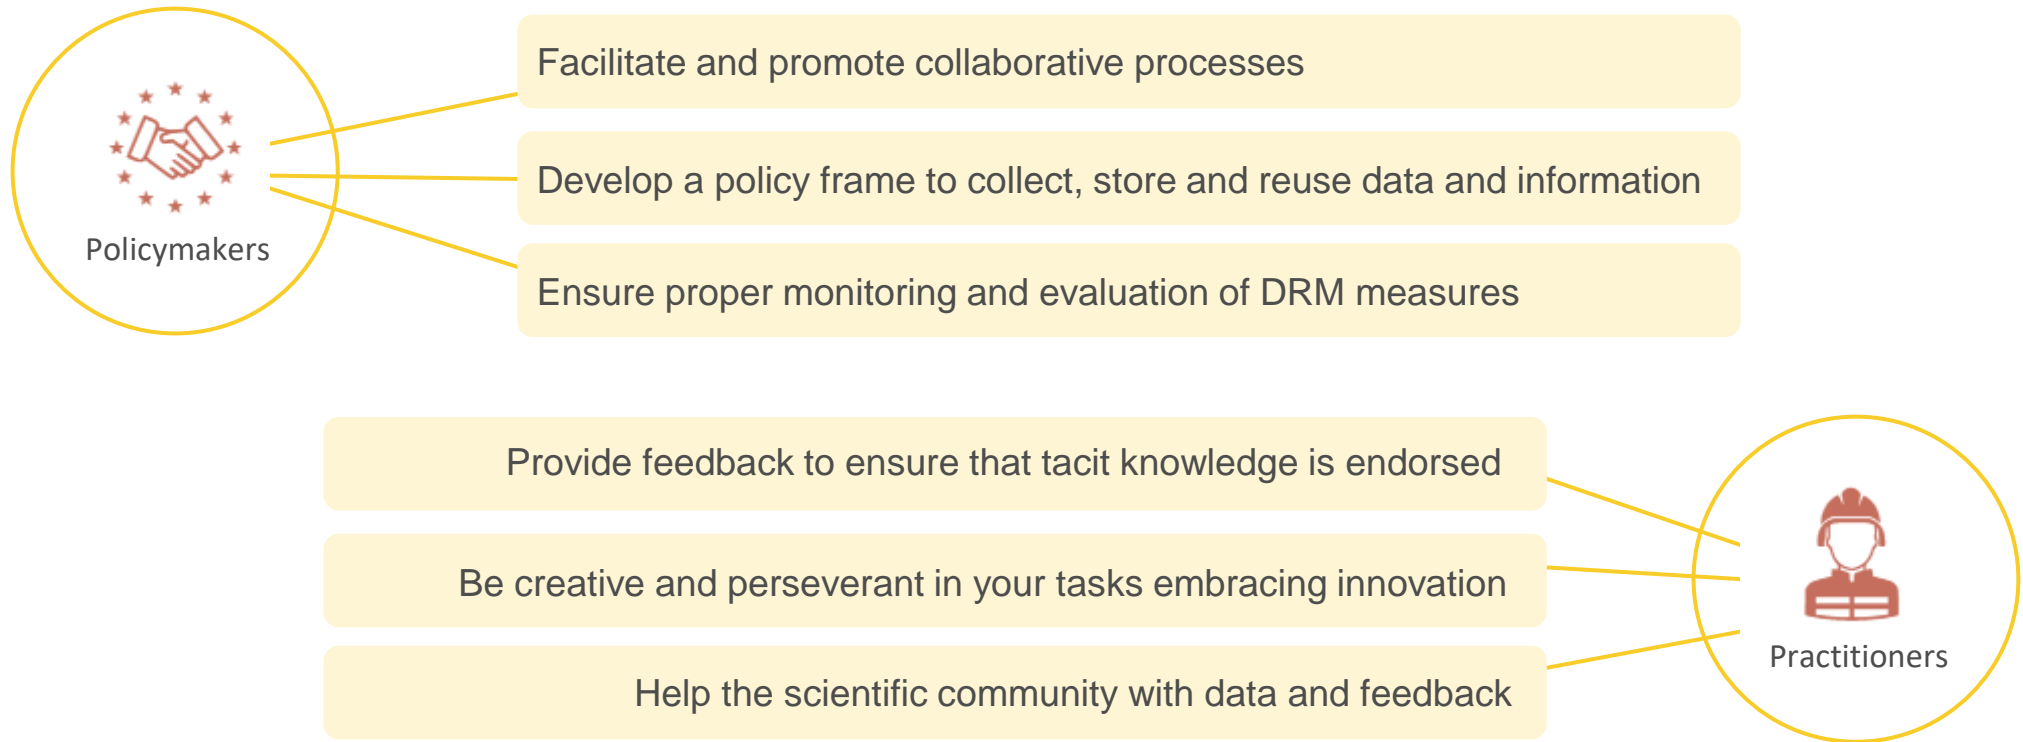 Facilitate and promote collaborative processes
Develop a policy frame to collect, store and reuse data and information
Policymakers
Ensure proper monitoring and evaluation of DRM measures
Provide feedback to ensure that tacit knowledge is endorsed
Be creative and perseverant in your tasks embracing innovation
Practitioners
Help the scientific community with data and feedback